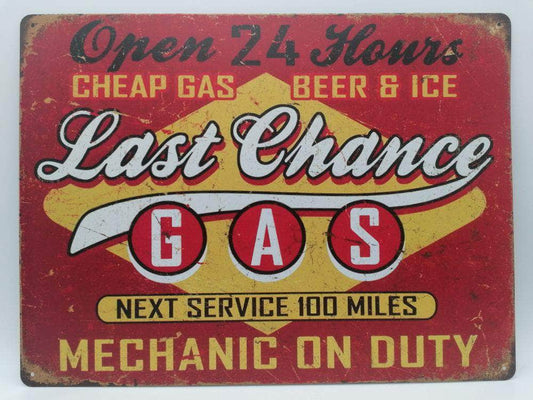 Open 24 Hours
CHEAP GAS BEER & ICE
Last Chance
GAS
NEXT SERVICE 100 MILES
MECHANIC ON DUTY